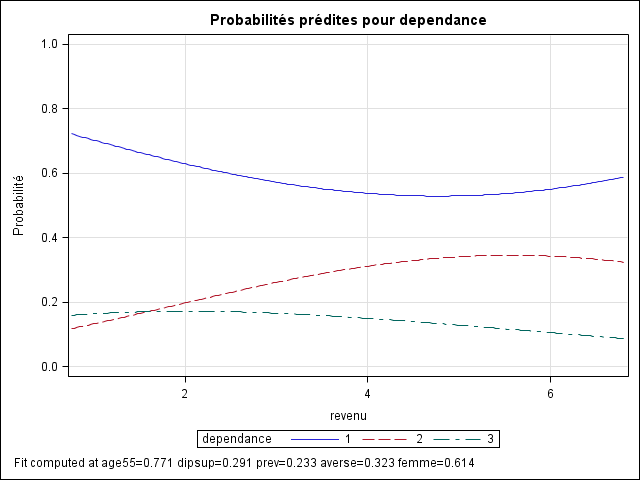 Probabilités prédites pour dependance
1.0
0.8
0.6
0.4
0.2
0.0
Probabilité
2 4 6
revenu
dependance 1 2 3
Fit computed at age55=0.771 dipsup=0.291 prev=0.233 averse=0.323 femme=0.614